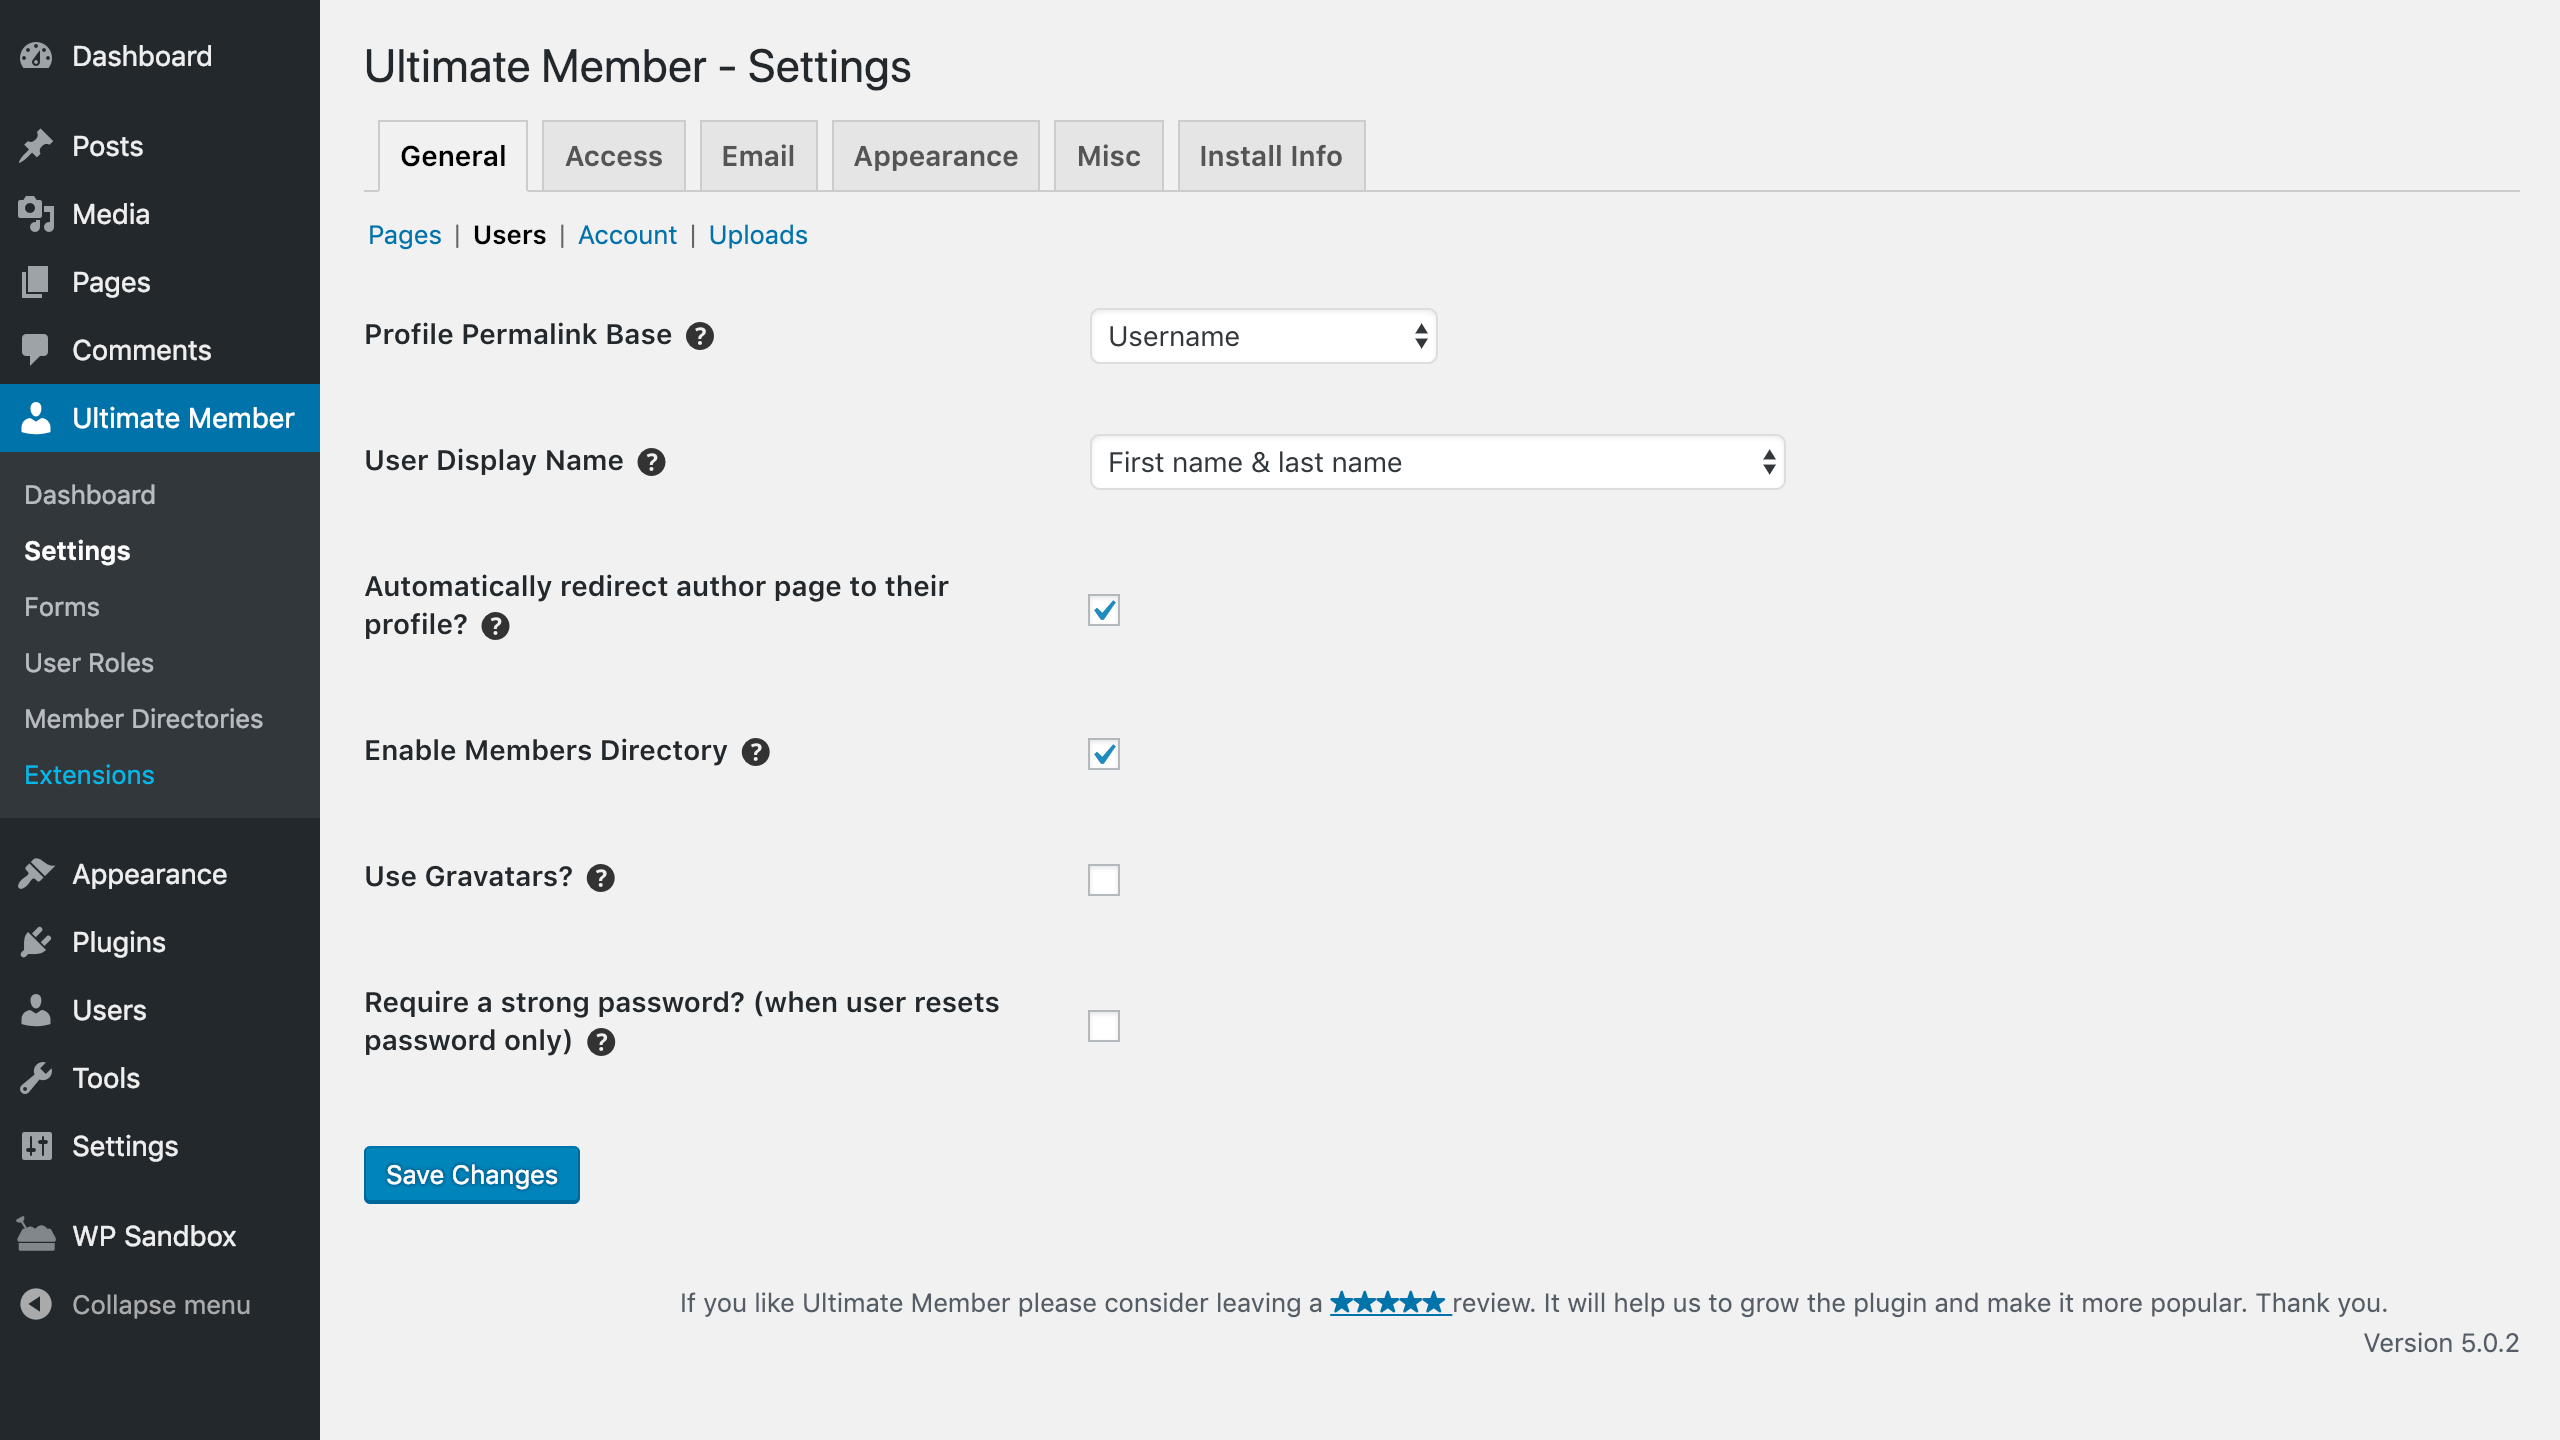 Dashboard
Posts
Media
Pages
Comments
Ultimate Member
Dashboard
Settings
Forms
User Roles
Member Directories
Extensions
Appearance
Plugins
Users
Tools
Settings
WP Sandbox
Collapse menu
Ultimate Member - Settings
General Access Email Appearance Misc Install Info
Pages | Users | Account | Uploads
Profile Permalink Base ? Username
User Display Name ? First name & last name
Automatically redirect author page to their
profile? ?
Enable Members Directory ?
Use Gravatars? ?
Require a strong password? (when user resets
password only) ?
Save Changes
If you like Ultimate Member please consider leaving a ★★★★★ review. It will help us to grow the plugin and make it more popular. Thank you.
Version 5.0.2